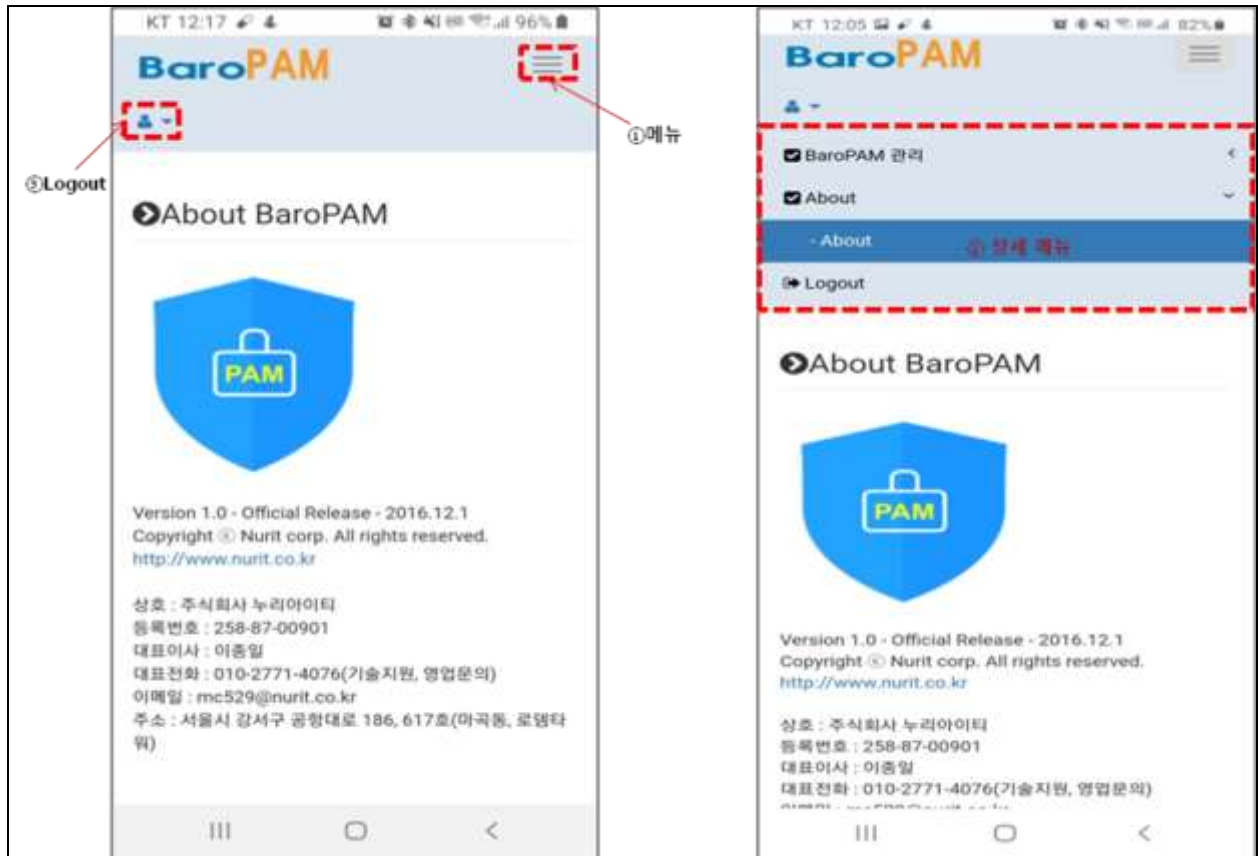 KT 12:17
96%
BaroPAM
①메뉴
③Logout
About BaroPAM
PAM
Version 1.0 - Official Release - 2016.12.1
Copyright ⓒ Nurit corp. All rights reserved.
http://www.nurit.co.kr
상호 : 주식회사 누리아이티
등록번호 : 258-87-00901
대표이사 : 이종일
대표전화 : 010-2771-4076(기술지원, 영업문의)
이메일 : mc529@nurit.co.kr
주소 : 서울시 강서구 공항대로 186, 617호(마곡동, 로뎀타
워)
KT 12:05
82%
BaroPAM
BaroPAM 관리
About
- About
상세 메뉴
Logout
About BaroPAM
PAM
Version 1.0 - Official Release - 2016.12.1
Copyright ⓒ Nurit corp. All rights reserved.
http://www.nurit.co.kr
상호 : 주식회사 누리아이티
등록번호 : 258-87-00901
대표이사 : 이종일
대표전화 : 010-2771-4076(기술지원, 영업문의)